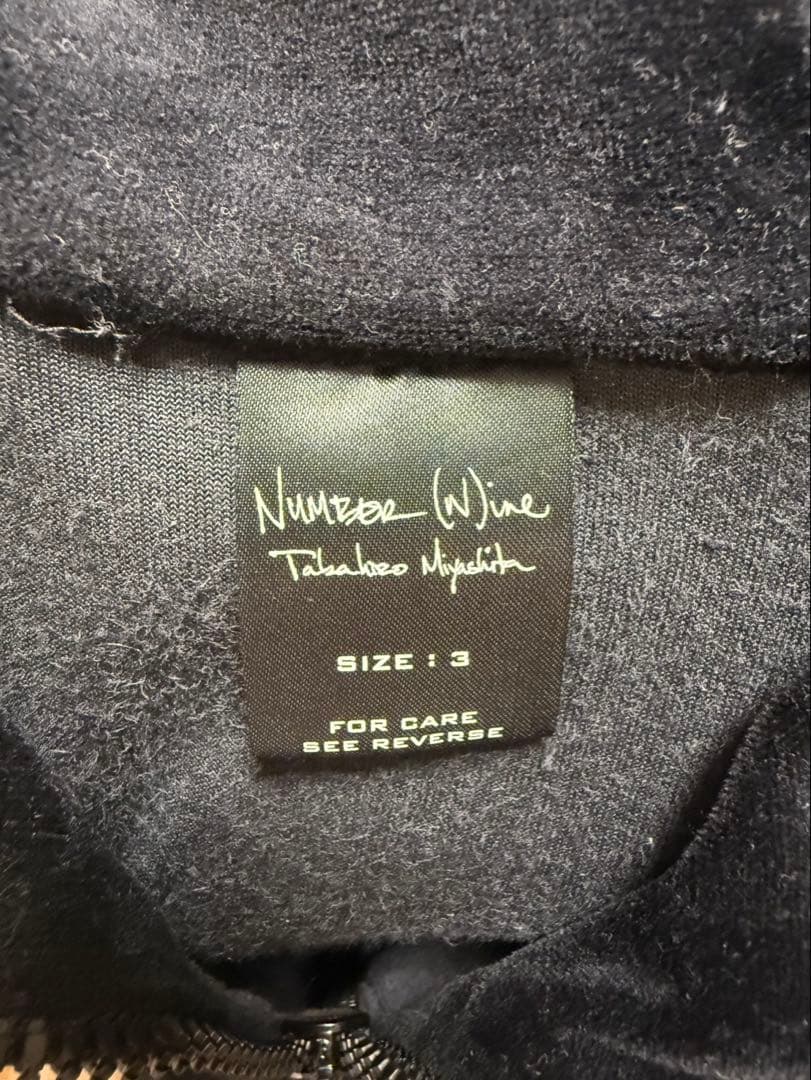 NUMBER (N)ine
Takahiro Miyashita
SIZE : 3
FOR CARE
SEE REVERSE